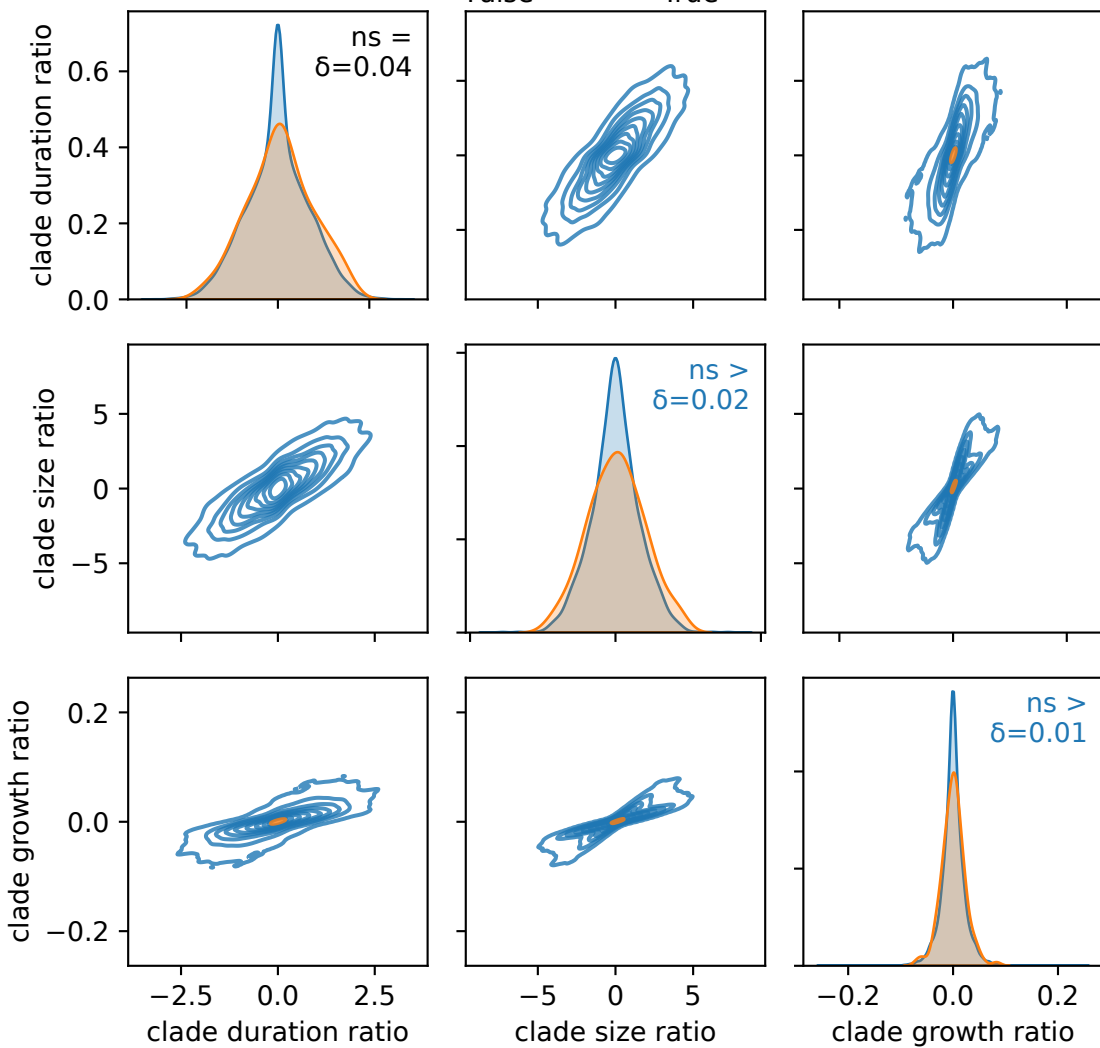 clade duration ratio
0.6
0.4
0.2
0.0
ns =
δ=0.04
clade size ratio
5
0
−5
ns >
δ=0.02
clade growth ratio
0.2
0.0
−0.2
ns >
δ=0.01
−2.5 0.0 2.5
−5 0 5
−0.2 0.0 0.2
clade duration ratio
clade size ratio
clade growth ratio